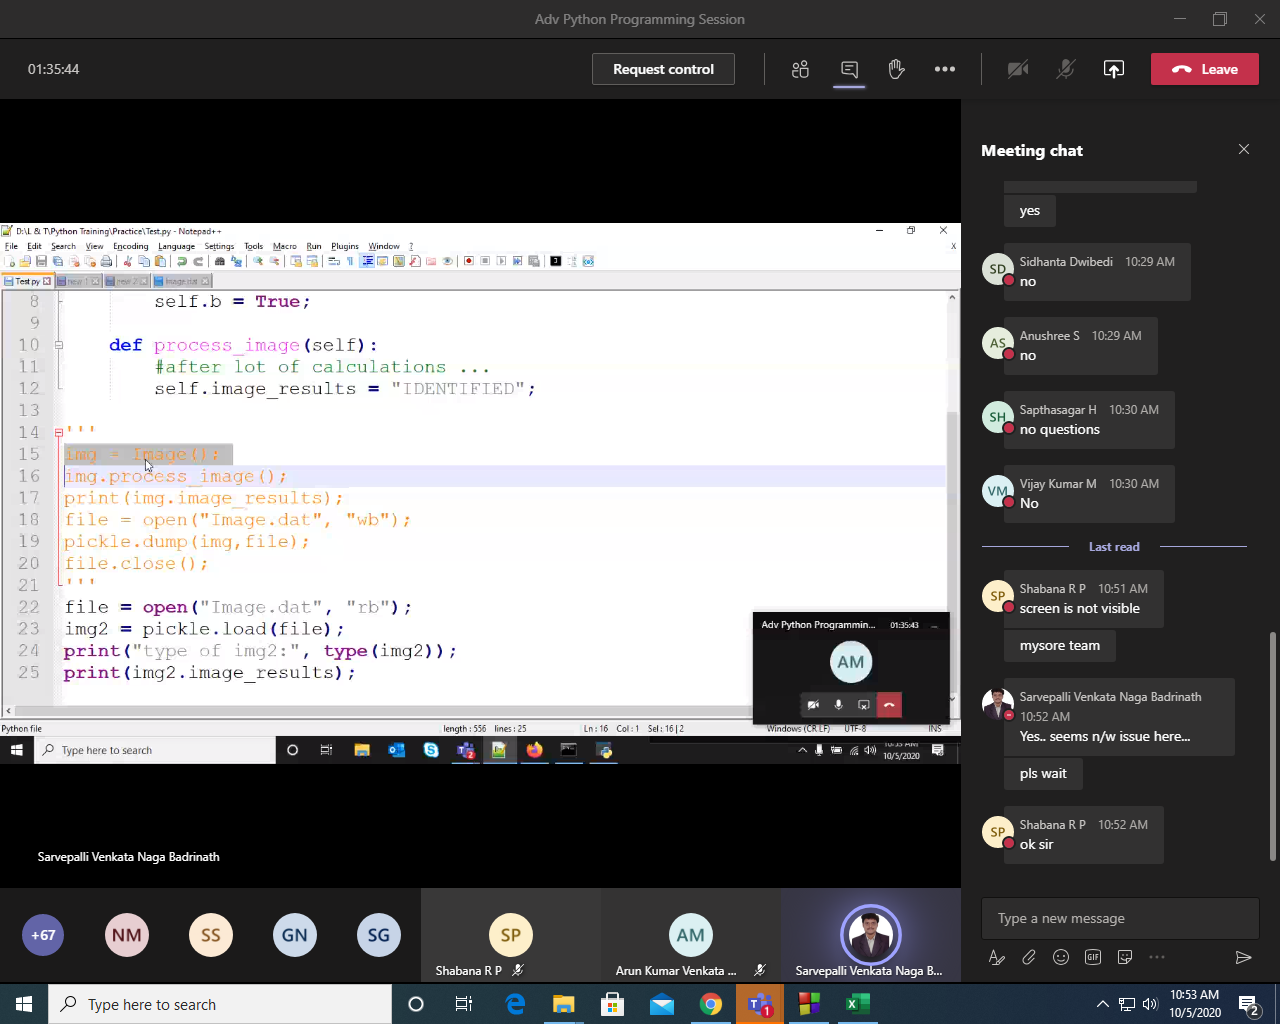 Adv Python Programming Session
01:35:44
Request control
Leave
D:\L & T\Python Training\Practice\Test.py - Notepad++
File Edit Search View Encoding Language Settings Tools Macro Run Plugins Window ?
Test.py new 1 new 2 Image.dat
8 self.b = True;
9
10 def process_image(self):
11 #after lot of calculations ...
12 self.image_results = "IDENTIFIED";
13
14 '''
15 img = Image();
16 img.process_image();
17 print(img.image_results);
18 file = open("Image.dat", "wb");
19 pickle.dump(img,file);
20 file.close();
21 '''
22 file = open("Image.dat", "rb");
23 img2 = pickle.load(file);
24 print("type of img2:", type(img2));
25 print(img2.image_results);
Adv Python Programmin... 01:35:43
AM
Python file length : 556 lines : 25 Ln : 16 Col : 1 Sel : 16 | 2 Windows (CR LF) UTF-8 INS
Type here to search
10:53 AM
10/5/2020
Sarvepalli Venkata Naga Badrinath
+67 NM SS GN SG SP AM
Shabana R P Arun Kumar Venkata ... Sarvepalli Venkata Naga B...
Meeting chat
yes
SD Sidhanta Dwibedi 10:29 AM
no
AS Anushree S 10:29 AM
no
SH Sapthasagar H 10:30 AM
no questions
VM Vijay Kumar M 10:30 AM
No
Last read
SP Shabana R P 10:51 AM
screen is not visible
mysore team
Sarvepalli Venkata Naga Badrinath
10:52 AM
Yes.. seems n/w issue here...
pls wait
SP Shabana R P 10:52 AM
ok sir
Type a new message
GIF
Type here to search
1
10:53 AM
10/5/2020
2